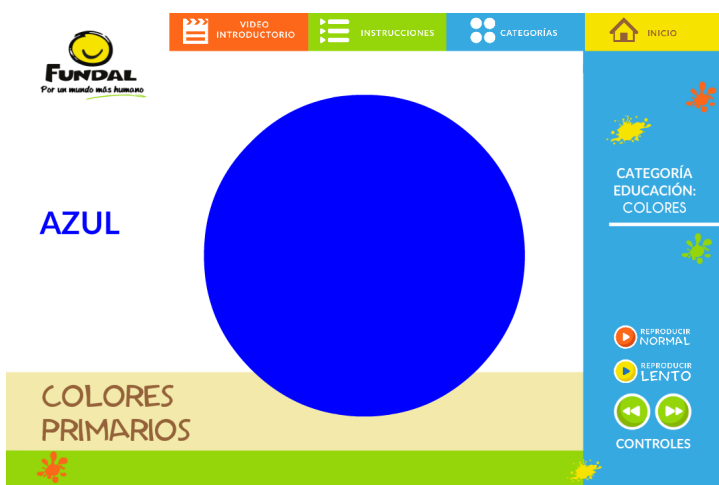 FUNDAL
Por un mundo más humano
VIDEO
INTRODUCTORIO
INSTRUCCIONES
CATEGORÍAS
INICIO
AZUL
COLORES
PRIMARIOS
CATEGORÍA
EDUCACIÓN:
COLORES
REPRODUCIR
NORMAL
REPRODUCIR
LENTO
CONTROLES